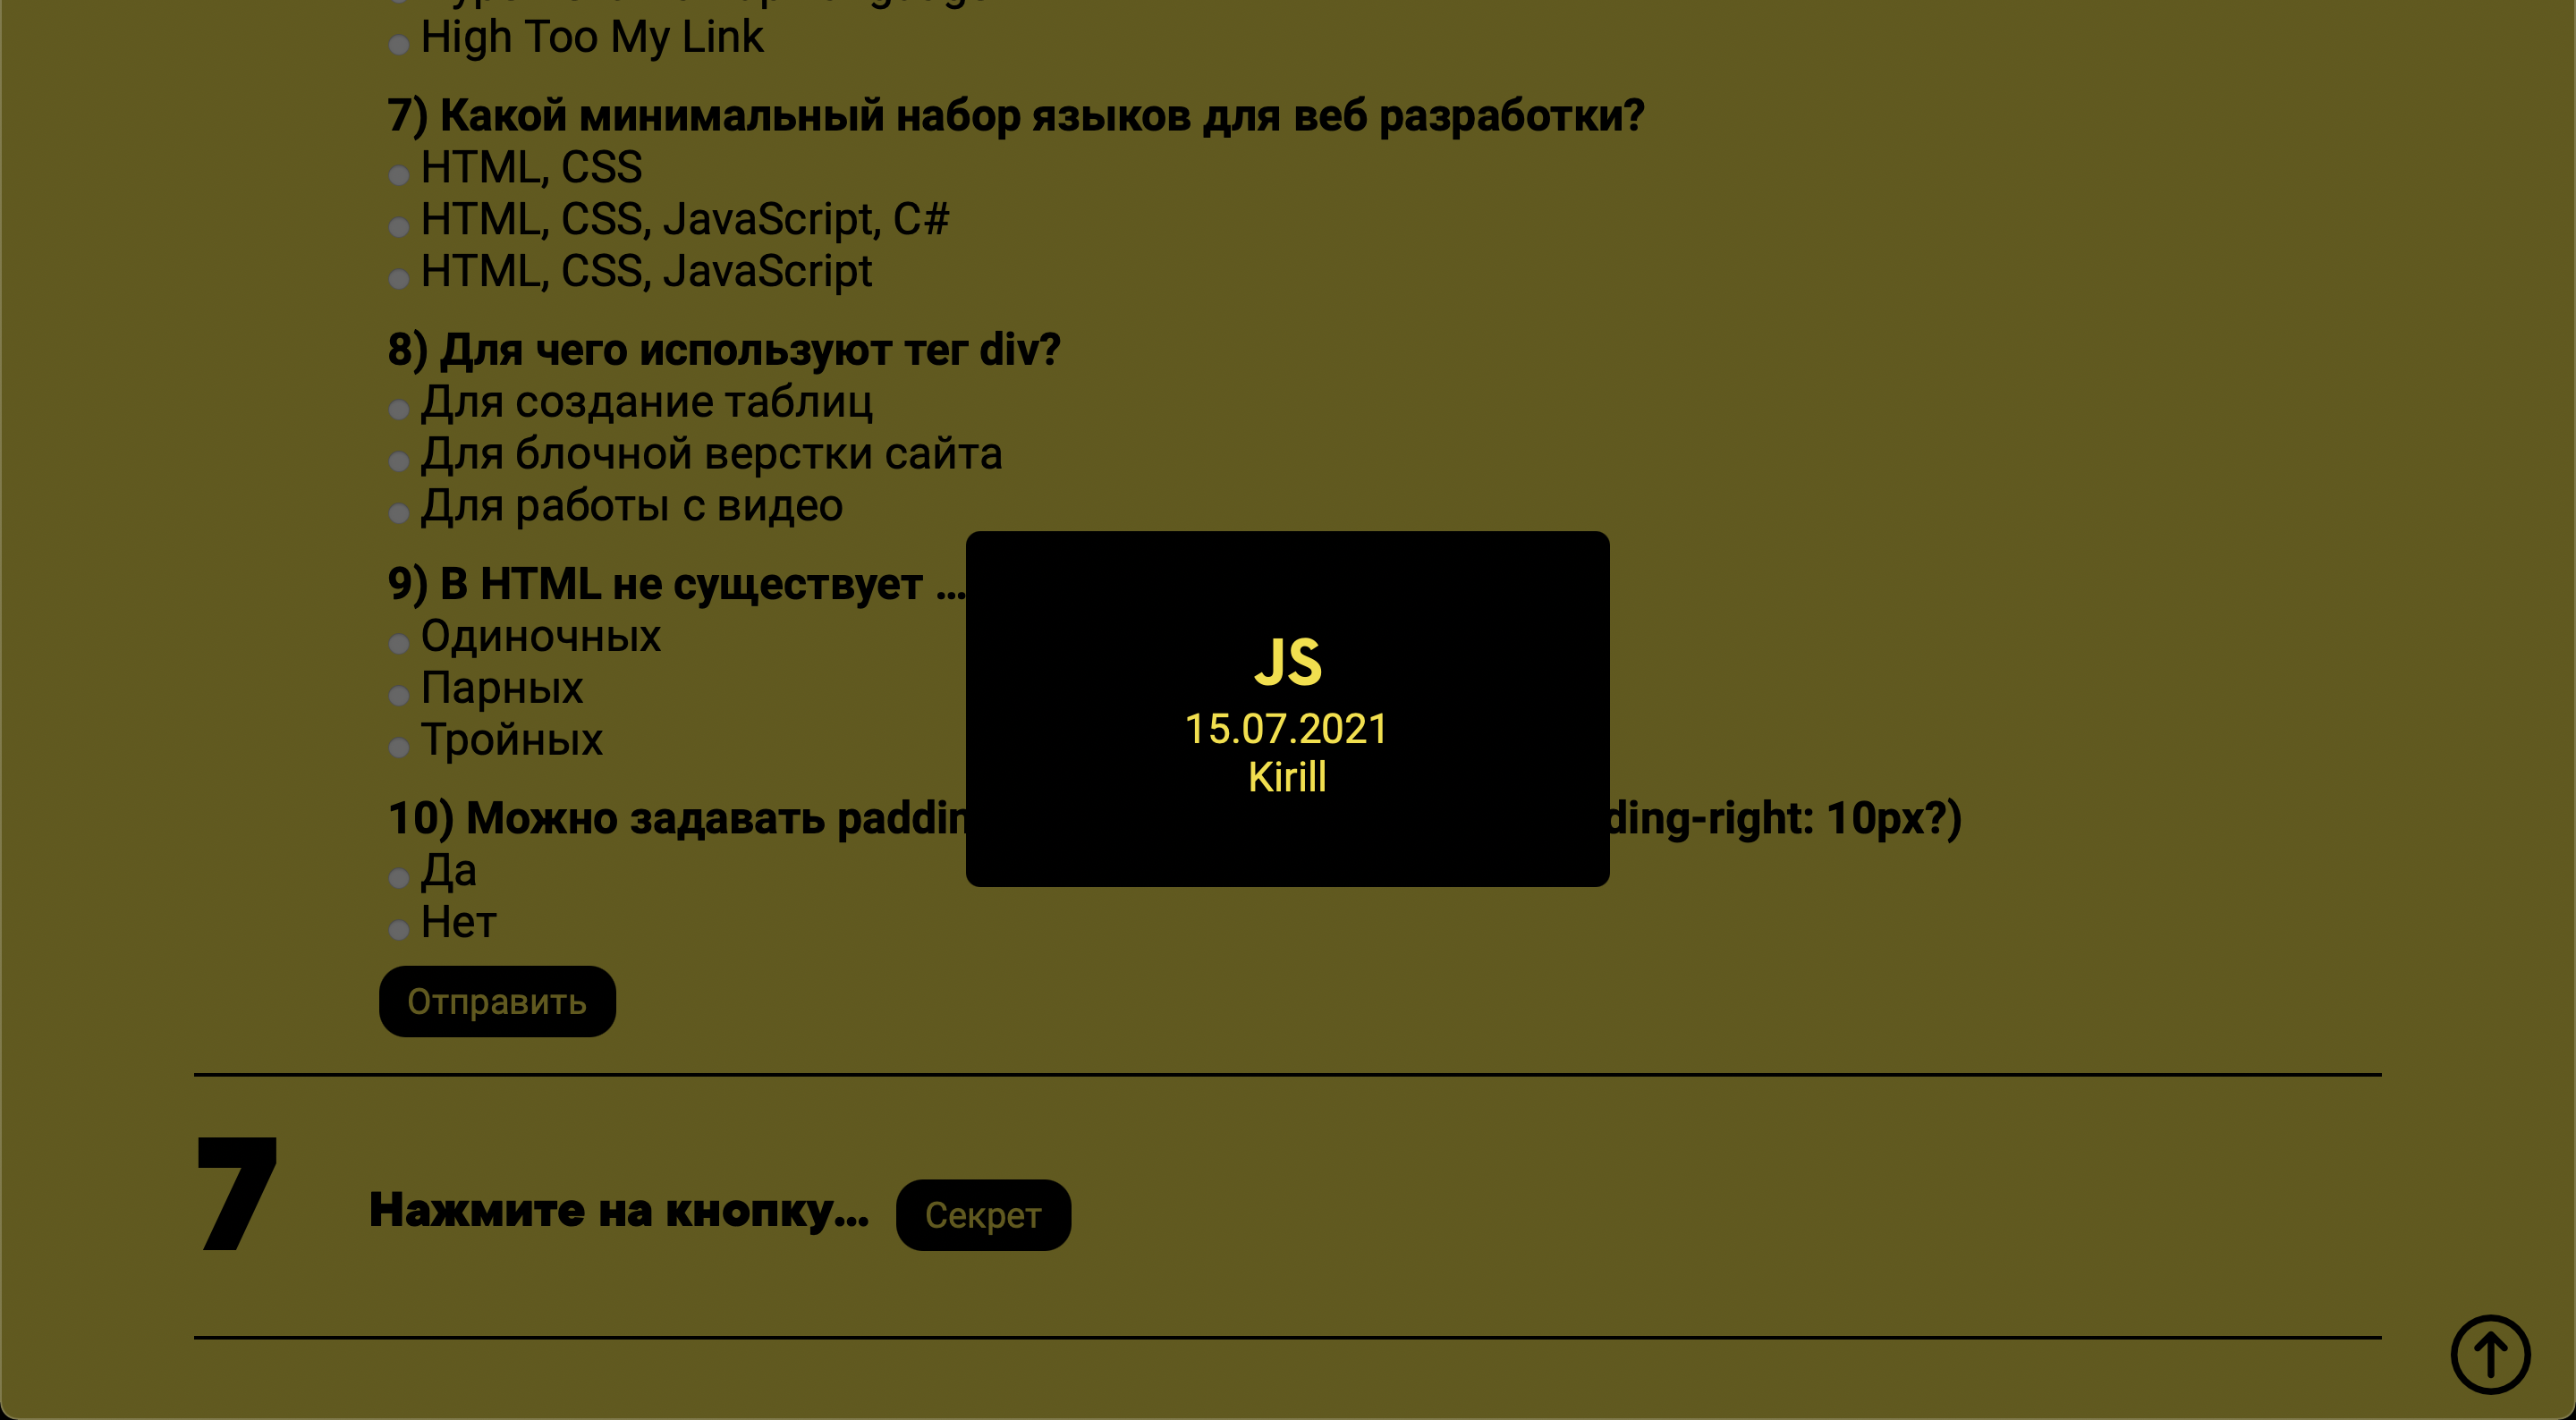 High Too My Link
7) Какой минимальный набор языков для веб разработки?
HTML, CSS
HTML, CSS, JavaScript, C#
HTML, CSS, JavaScript
8) Для чего используют тег div?
Для создание таблиц
Для блочной верстки сайта
Для работы с видео
9) В HTML не существует ...
Одиночных
Парных
Тройных
JS
15.07.2021
Kirill
10) Можно задавать ding-right: 10px?)
Да
Нет
Отправить
7
Нажмите на кнопку...
Секрет